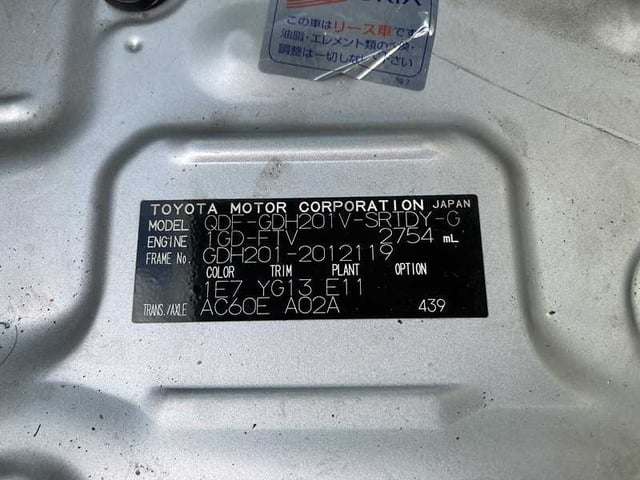 この車はリース車です
油脂・エレメント類の交換・
調整は一切しないで下さい
TOYOTA MOTOR CORPORATION JAPAN
MODEL QDF-GDH201V-SRTDY-G
ENGINE 1GD-FTV 2754 mL
FRAME No. GDH201-2012119
COLOR TRIM PLANT OPTION
1E7 YG13 E11
TRANS./AXLE AC60E A02A 439